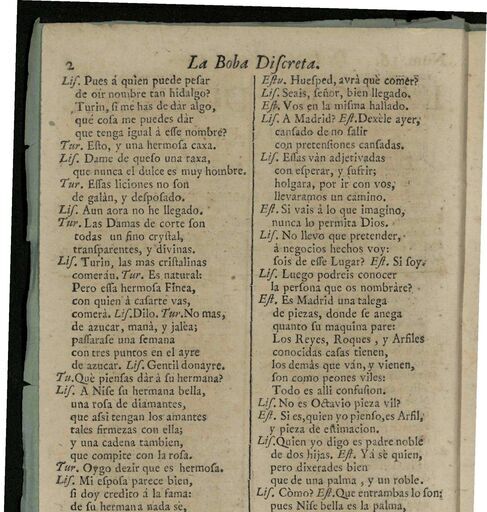 2
La Boba Discreta.
Lis. Pues á quien puede pesar
de oir nombre tan hidalgo?
Turin, si me has de dàr algo,
què cosa me puedes dàr
que tenga igual à esse nombre?
Tur. Esto, y una hermosa caxa.
Lis. Dame de queso una raxa,
que nunca el dulce es muy hombre.
Tur. Essas liciones no son
de galàn, y desposado.
Lis. Aun aora no he llegado.
Tur. Las Damas de corte son
todas un fino crystal,
transparentes, y divinas.
Lis. Turin, las mas cristalinas
comeràn. Tur. Es natural:
Pero essa hermosa Finea,
con quien à casarte vas,
comerà. Lis. Dilo. Tur. No mas,
de azucar, manà, y jalèa;
passarase una semana
con tres puntos en el ayre
de azucar. Lis. Gentil donayre.
Tu. Què piensas dàr à su hermana?
Lis. A Nise su hermana bella,
una rosa de diamantes,
que assi tengan los amantes
tales firmezas con ella;
y una cadena tambien,
que compite con la rosa.
Tur. Oygo dezir que es hermosa.
Lis. Mi esposa parece bien,
si doy credito à la fama:
de su hermana nada se,
Estu. Huesped, avrà què comer?
Lis. Seais, señor, bien llegado.
Est. Vos en la misma hallado.
Lis. A Madrid? Est. Dexèle ayer,
cansado de no salir
con pretensiones cansadas.
Lis. Essas vàn adjetivadas
con esperar, y sufrir;
holgara, por ir con vos,
llevaramos un camino.
Est. Si vais à lo que imagino,
nunca lo permita Dios.
Lis. No llevo que pretender,
à negocios hechos voy:
sois de esse Lugar? Est. Si soy.
Lis. Luego podreis conocer
la persona que os nombràre?
Est. Es Madrid una talega
de piezas, donde se anega
quanto su maquina pare:
Los Reyes, Roques, y Arfiles
conocidas casas tienen,
los demàs que vàn, y vienen,
son como peones viles:
Todo es alli confusion.
Lis. No es Octavio pieza vil?
Est. Si es, quien yo pienso, es Arfil,
y pieza de estimacion.
Lis. Quien yo digo es padre noble
de dos hijas. Est. Yà sè quien,
pero dixerades bien
que de una palma, y un roble.
Lis. Còmo? Est. Que entrambas lo son;
pues Nise bella es la palma,